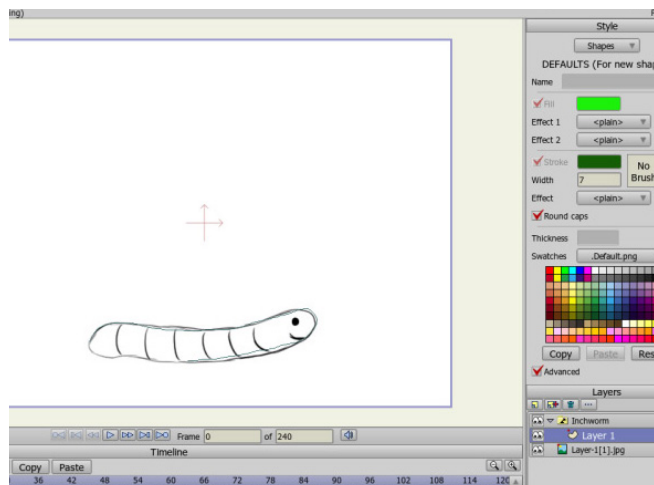 ing)
Style
Shapes
DEFAULTS (For new shap
Name
Fill
Effect 1 <plain>
Effect 2 <plain>
Stroke
No
Brush
Width 7
Effect <plain>
Round caps
Thickness
Swatches .Default.png
Copy Paste Res
Advanced
Layers
Inchworm
Layer 1
Layer-1[1].jpg
Frame 0 of 240
Timeline
Copy Paste
36 42 48 54 60 66 72 78 84 90 96 102 108 114 120